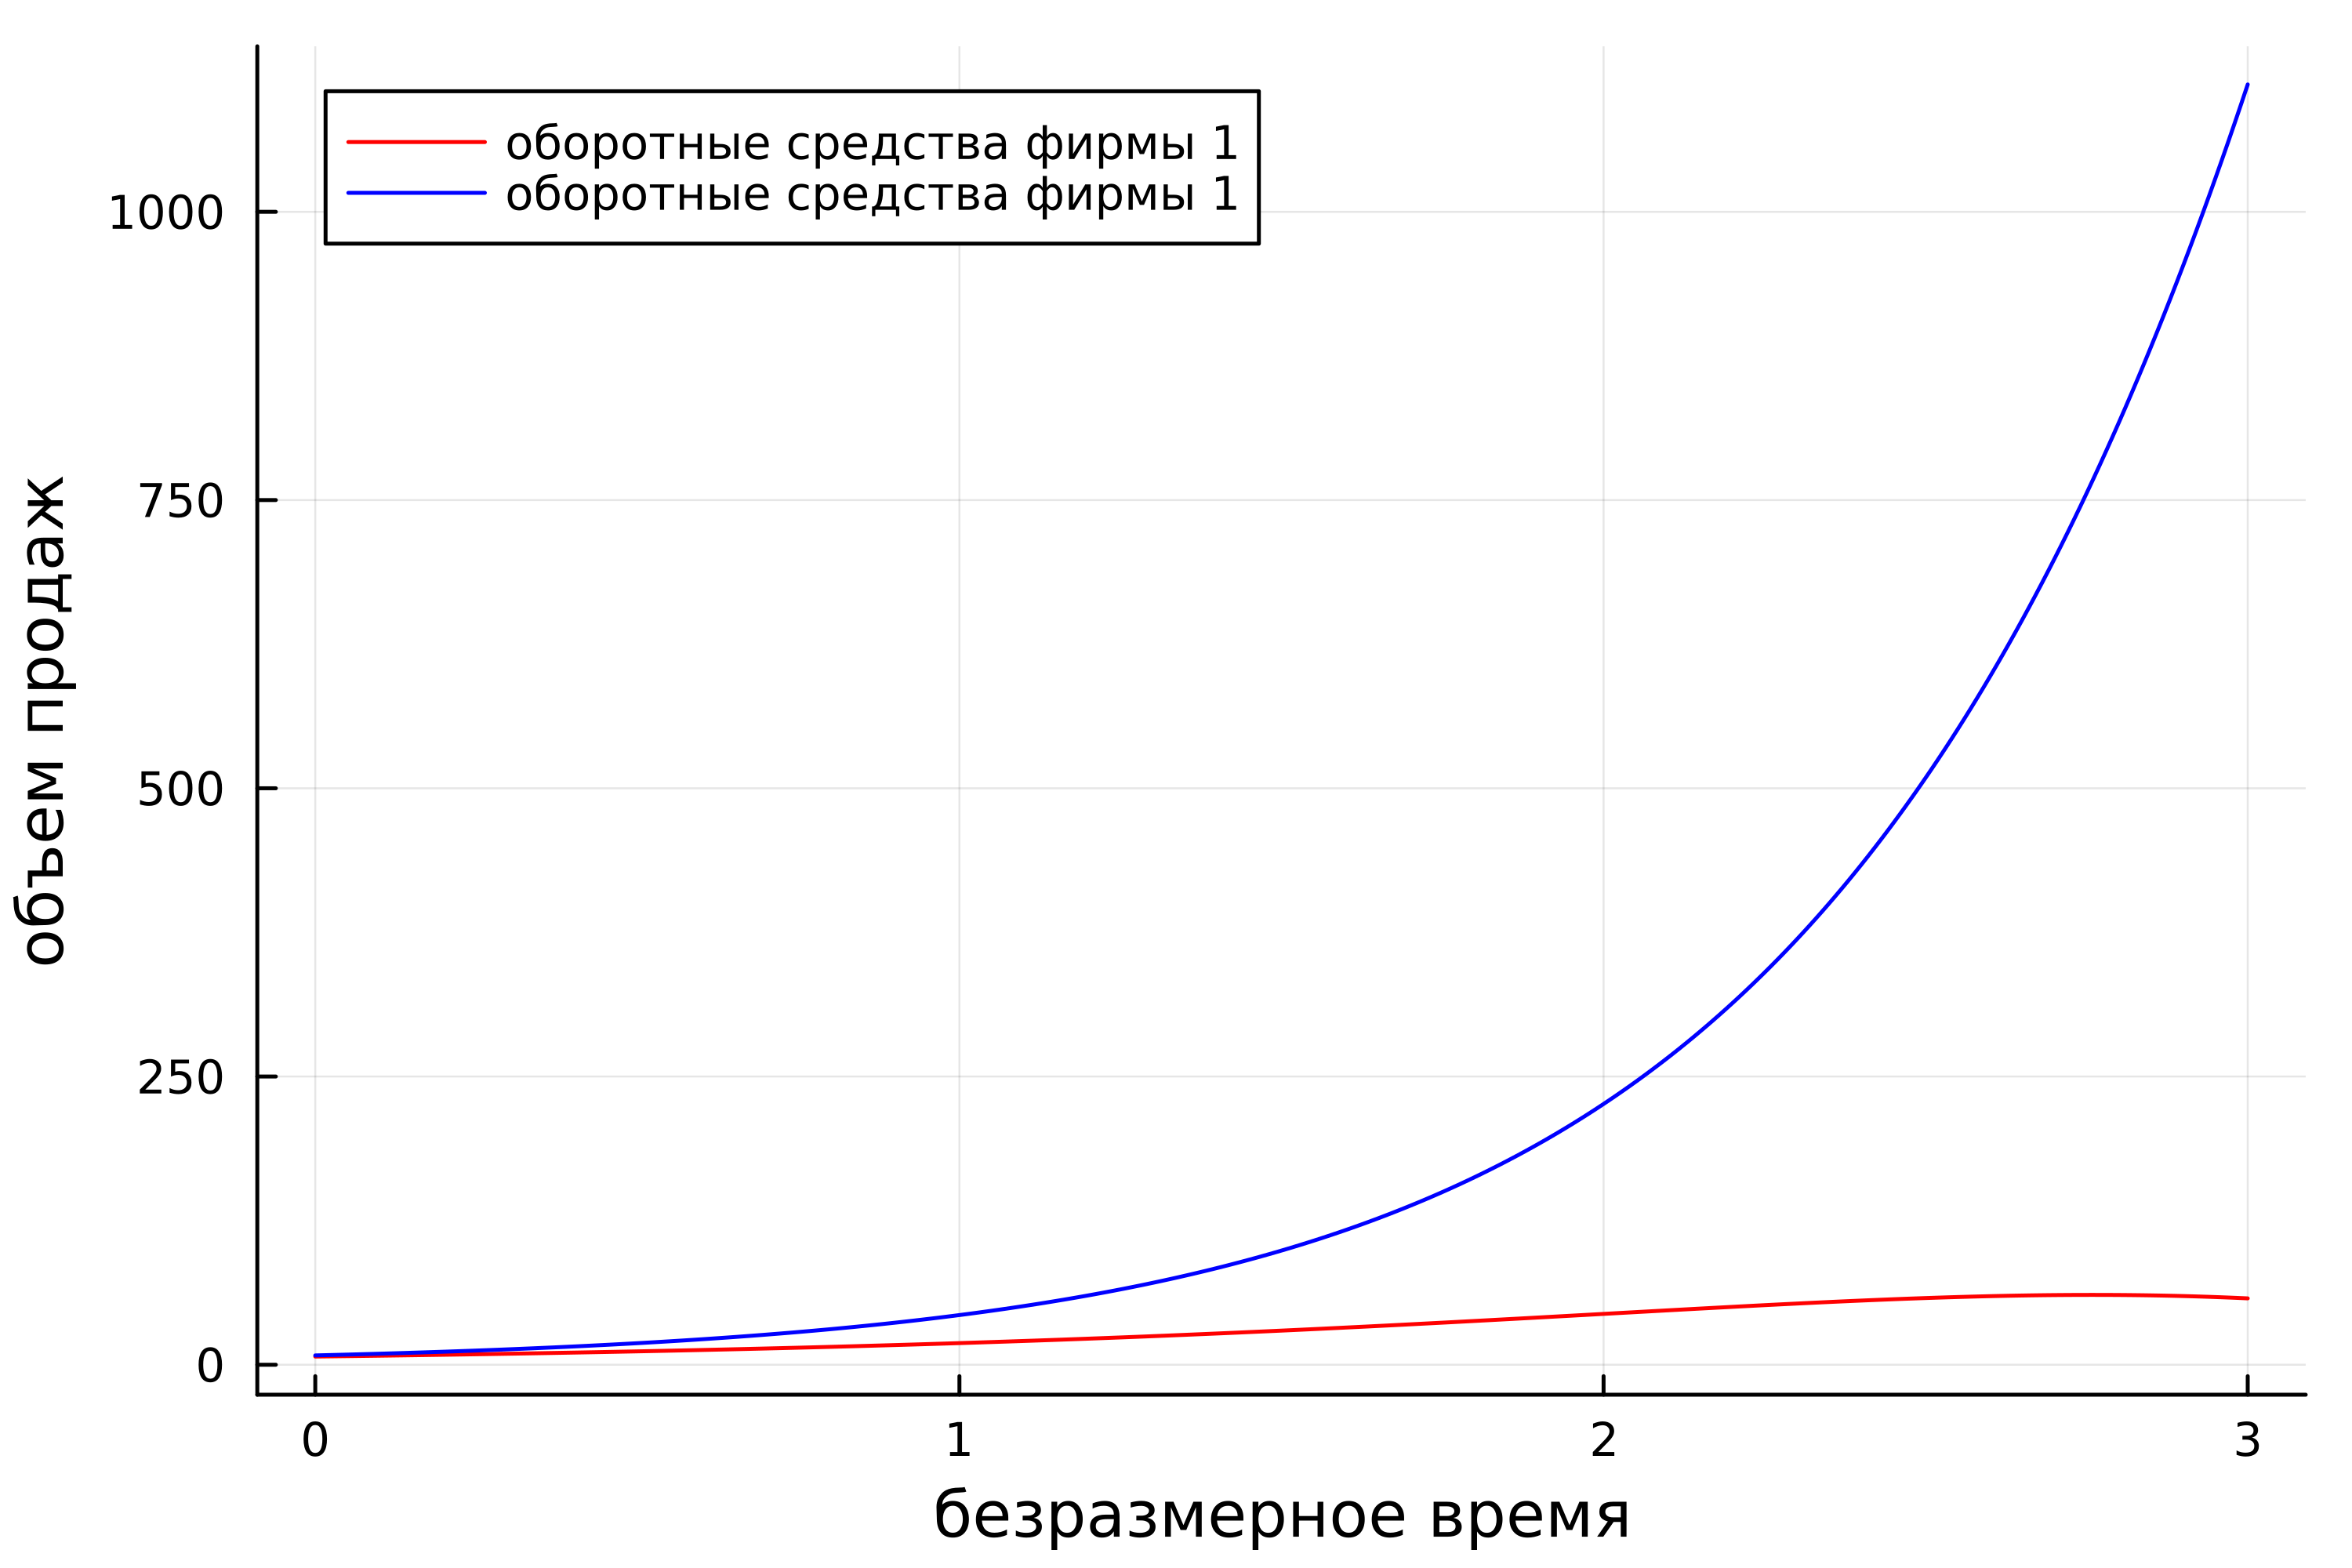 оборотные средства фирмы 1
оборотные средства фирмы 1
объем продаж
1000
750
500
250
0
0 1 2 3
безразмерное время